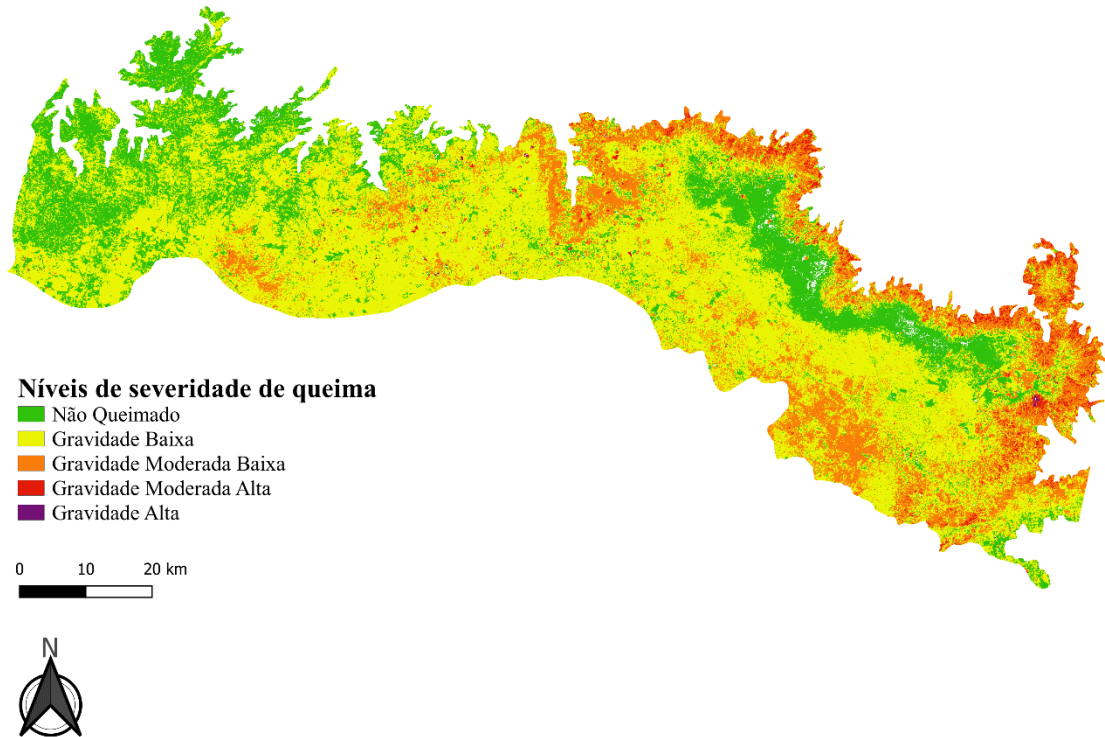 Níveis de severidade de queima
Não Queimado
Gravidade Baixa
Gravidade Moderada Baixa
Gravidade Moderada Alta
Gravidade Alta
0 10 20 km
N